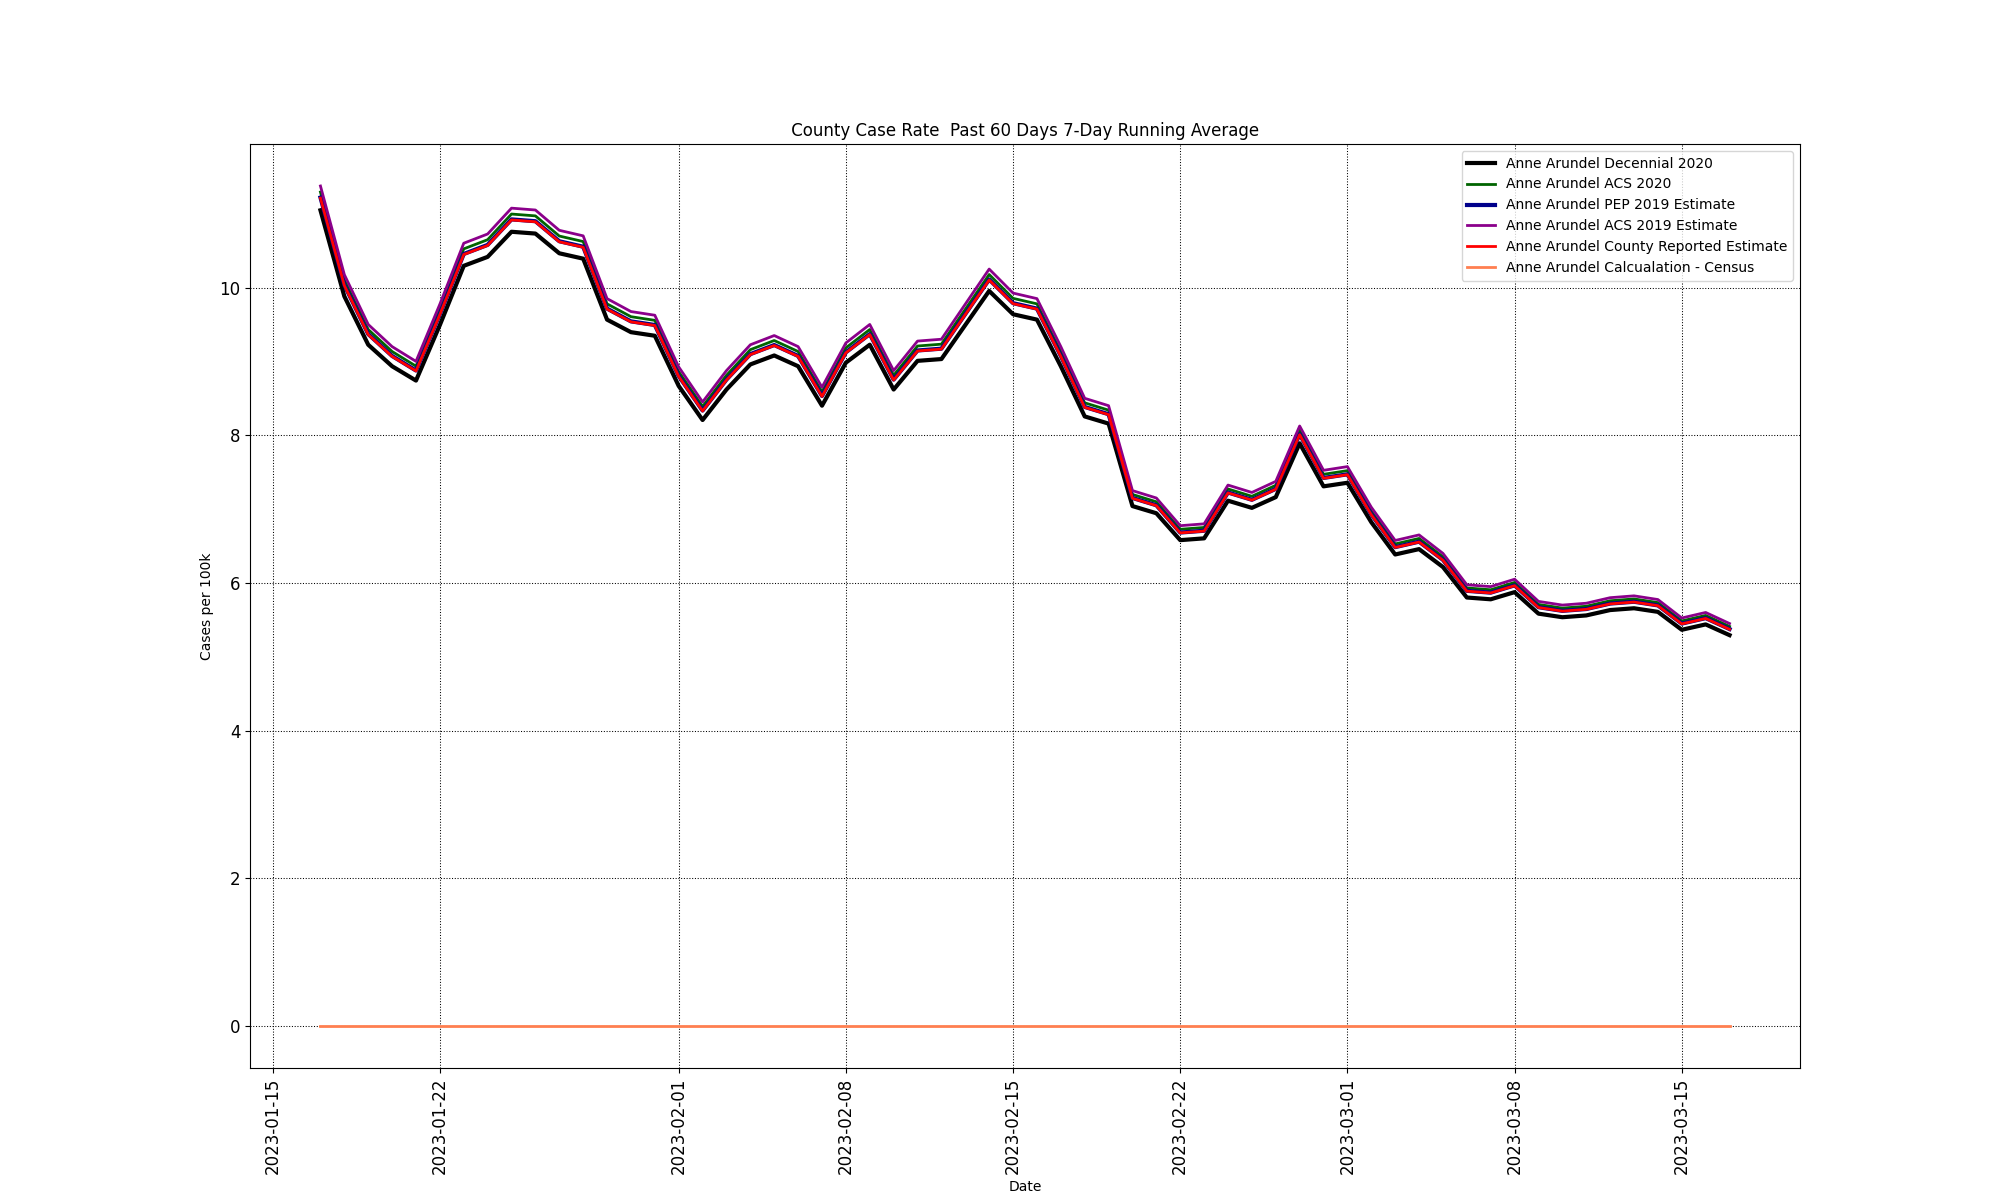 County Case Rate  Past 60 Days 7-Day Running Average
Anne Arundel Decennial 2020
Anne Arundel ACS 2020
Anne Arundel PEP 2019 Estimate
Anne Arundel ACS 2019 Estimate
Anne Arundel County Reported Estimate
Anne Arundel Calcualation - Census
10
8
6
4
2
0
Cases per 100k
2023-01-15
2023-01-22
2023-02-01
2023-02-08
2023-02-15
2023-02-22
2023-03-01
2023-03-08
2023-03-15
Date